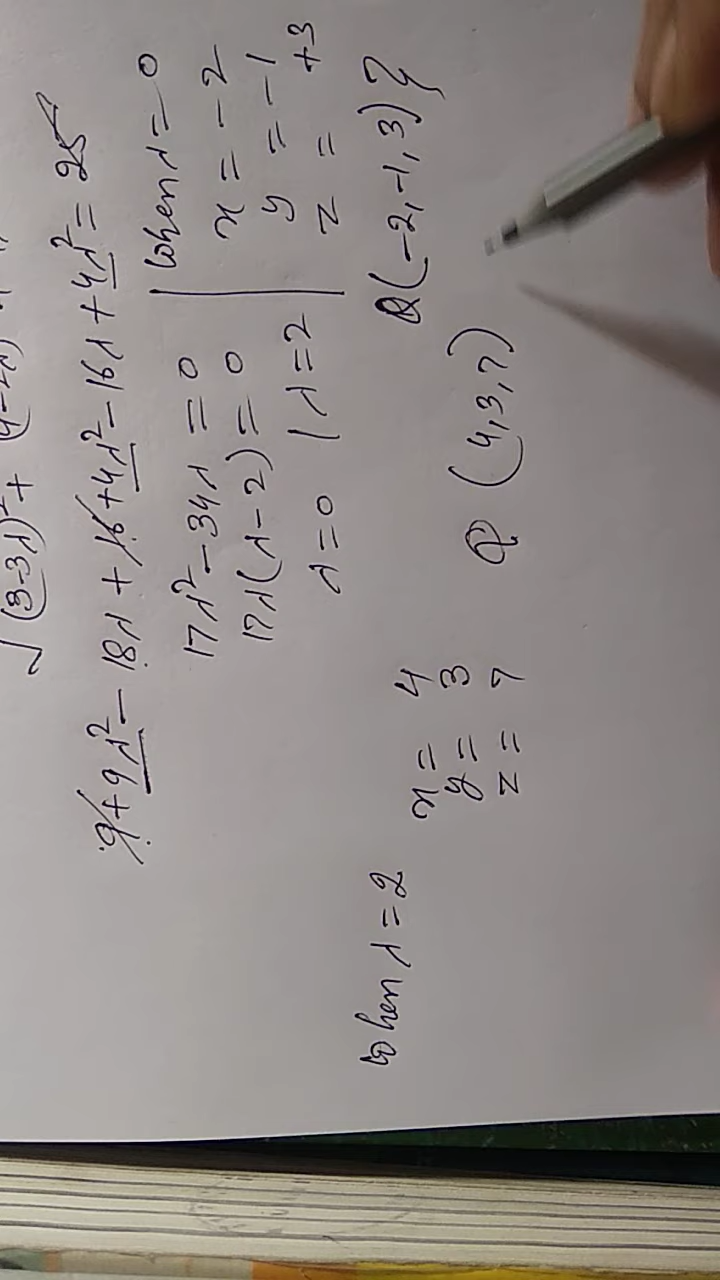 √(3-3λ)² + (4-2λ)²
9+9λ²-18λ+16+4λ²-16λ+4λ²=25
17λ²-34λ=0
17λ(λ-2)=0
λ=0 | λ=2
When λ=0
x=-2
y=-1
z=+3
Q(-2,-1,3)}
When λ=2
x=4
y=3
z=7
Q(4,3,7)